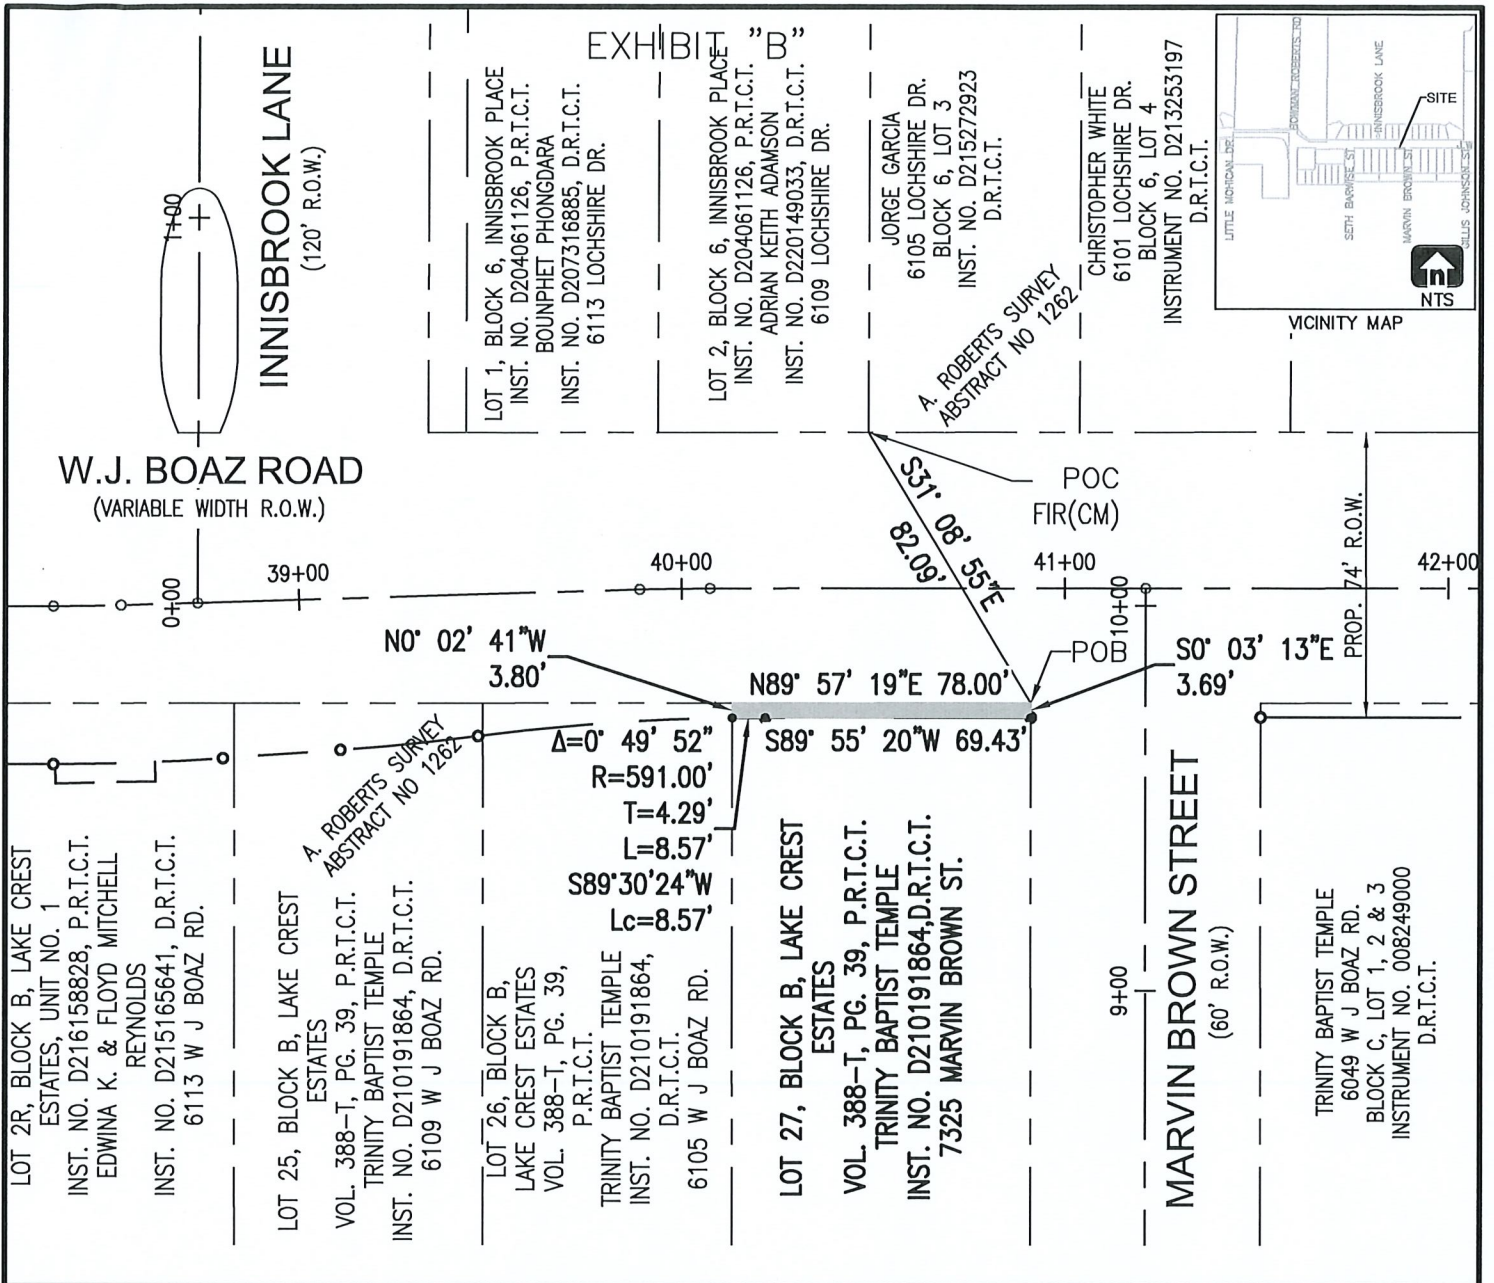 EXHIBIT "B"
INNISBROOK LANE
(120' R.O.W.)
1+00
LOT 1, BLOCK 6, INNISBROOK PLACE
INST. NO. D204061126, P.R.T.C.T.
BOUNPHET PHONGDARA
INST. NO. D207316885, D.R.T.C.T.
6113 LOCHSHIRE DR.
LOT 2, BLOCK 6, INNISBROOK PLACE
INST. NO. D204061126, P.R.T.C.T.
ADRIAN KEITH ADAMSON
INST. NO. D220149033, D.R.T.C.T.
6109 LOCHSHIRE DR.
JORGE GARCIA
6105 LOCHSHIRE DR.
BLOCK 6, LOT 3
INST. NO. D215272923
D.R.T.C.T.
CHRISTOPHER WHITE
6101 LOCHSHIRE DR.
BLOCK 6, LOT 4
INSTRUMENT NO. D213253197
D.R.T.C.T.
BOWMAN ROBERTS RD
INNISBROOK LANE
SITE
LITTLE MOHICAN DR.
SETH BARWISE ST
MARVIN BROWN ST
GILLIS JOHNSON ST
n
NTS
VICINITY MAP
A. ROBERTS SURVEY
ABSTRACT NO 1262
W.J. BOAZ ROAD
(VARIABLE WIDTH R.O.W.)
POC
FIR(CM)
S31° 08' 55"E
82.09'
PROP. 74' R.O.W.
0+00
39+00
40+00
41+00
42+00
10+00
N0° 02' 41"W
3.80'
N89° 57' 19"E 78.00'
POB
S0° 03' 13"E
3.69'
S89° 55' 20"W 69.43'
Δ=0° 49' 52"
R=591.00'
T=4.29'
L=8.57'
S89°30'24"W
Lc=8.57'
A. ROBERTS SURVEY
ABSTRACT NO 1262
LOT 2R, BLOCK B, LAKE CREST
ESTATES, UNIT NO. 1
INST. NO. D216158828, P.R.T.C.T.
EDWINA K. & FLOYD MITCHELL
REYNOLDS
INST. NO. D215165641, D.R.T.C.T.
6113 W J BOAZ RD.
LOT 25, BLOCK B, LAKE CREST
ESTATES
VOL. 388-T, PG. 39, P.R.T.C.T.
TRINITY BAPTIST TEMPLE
INST. NO. D210191864, D.R.T.C.T.
6109 W J BOAZ RD.
LOT 26, BLOCK B,
LAKE CREST ESTATES
VOL. 388-T, PG. 39,
P.R.T.C.T.
TRINITY BAPTIST TEMPLE
INST. NO. D210191864,
D.R.T.C.T.
6105 W J BOAZ RD.
LOT 27, BLOCK B, LAKE CREST
ESTATES
VOL. 388-T, PG. 39, P.R.T.C.T.
TRINITY BAPTIST TEMPLE
INST. NO. D210191864,D.R.T.C.T.
7325 MARVIN BROWN ST.
9+00
MARVIN BROWN STREET
(60' R.O.W.)
TRINITY BAPTIST TEMPLE
6049 W J BOAZ RD.
BLOCK C, LOT 1, 2 & 3
INSTRUMENT NO. 008249000
D.R.T.C.T.